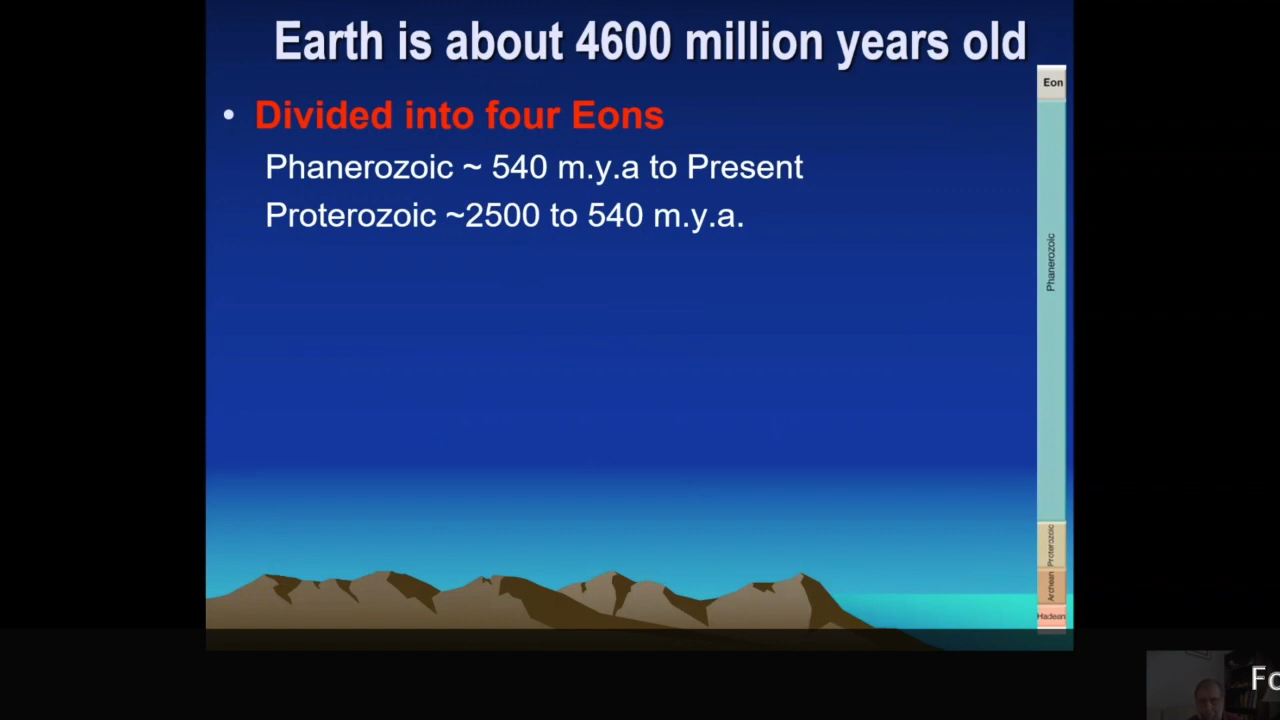 Earth is about 4600 million years old
• Divided into four Eons
Phanerozoic ~ 540 m.y.a to Present
Proterozoic ~2500 to 540 m.y.a.
Eon
Phanerozoic
Proterozoic
Archean
Hadean
Fo